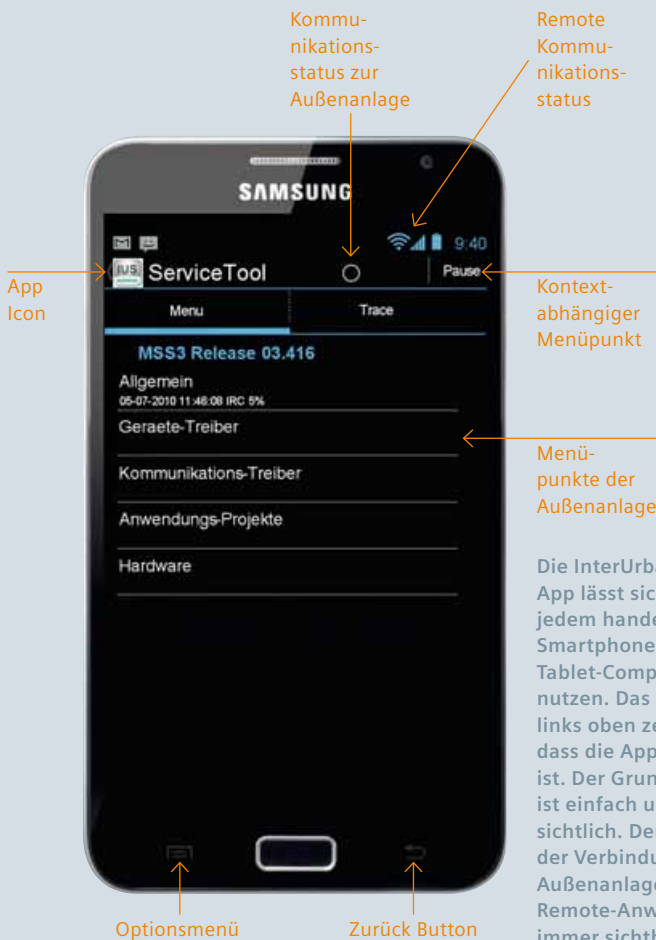 Kommu-
nikations-
status zur
Außenanlage
Remote
Kommu-
nikations-
status
SAMSUNG
9:40
IUS
ServiceTool
Pause
App
Icon
Kontext-
abhängiger
Menüpunkt
Menu
Trace
MSS3 Release 03.416
Allgemein
05-07-2010 11:46:08 IRC 5%
Geraete-Treiber
Kommunikations-Treiber
Anwendungs-Projekte
Hardware
Menü-
punkte der
Außenanlage
Die InterUrba
App lässt sic
jedem hande
Smartphone
Tablet-Comp
nutzen. Das
links oben ze
dass die App
ist. Der Grun
ist einfach u
sichtlich. De
der Verbindu
Außenanlage
Remote-Anw
immer sichth
Optionsmenü
Zurück Button